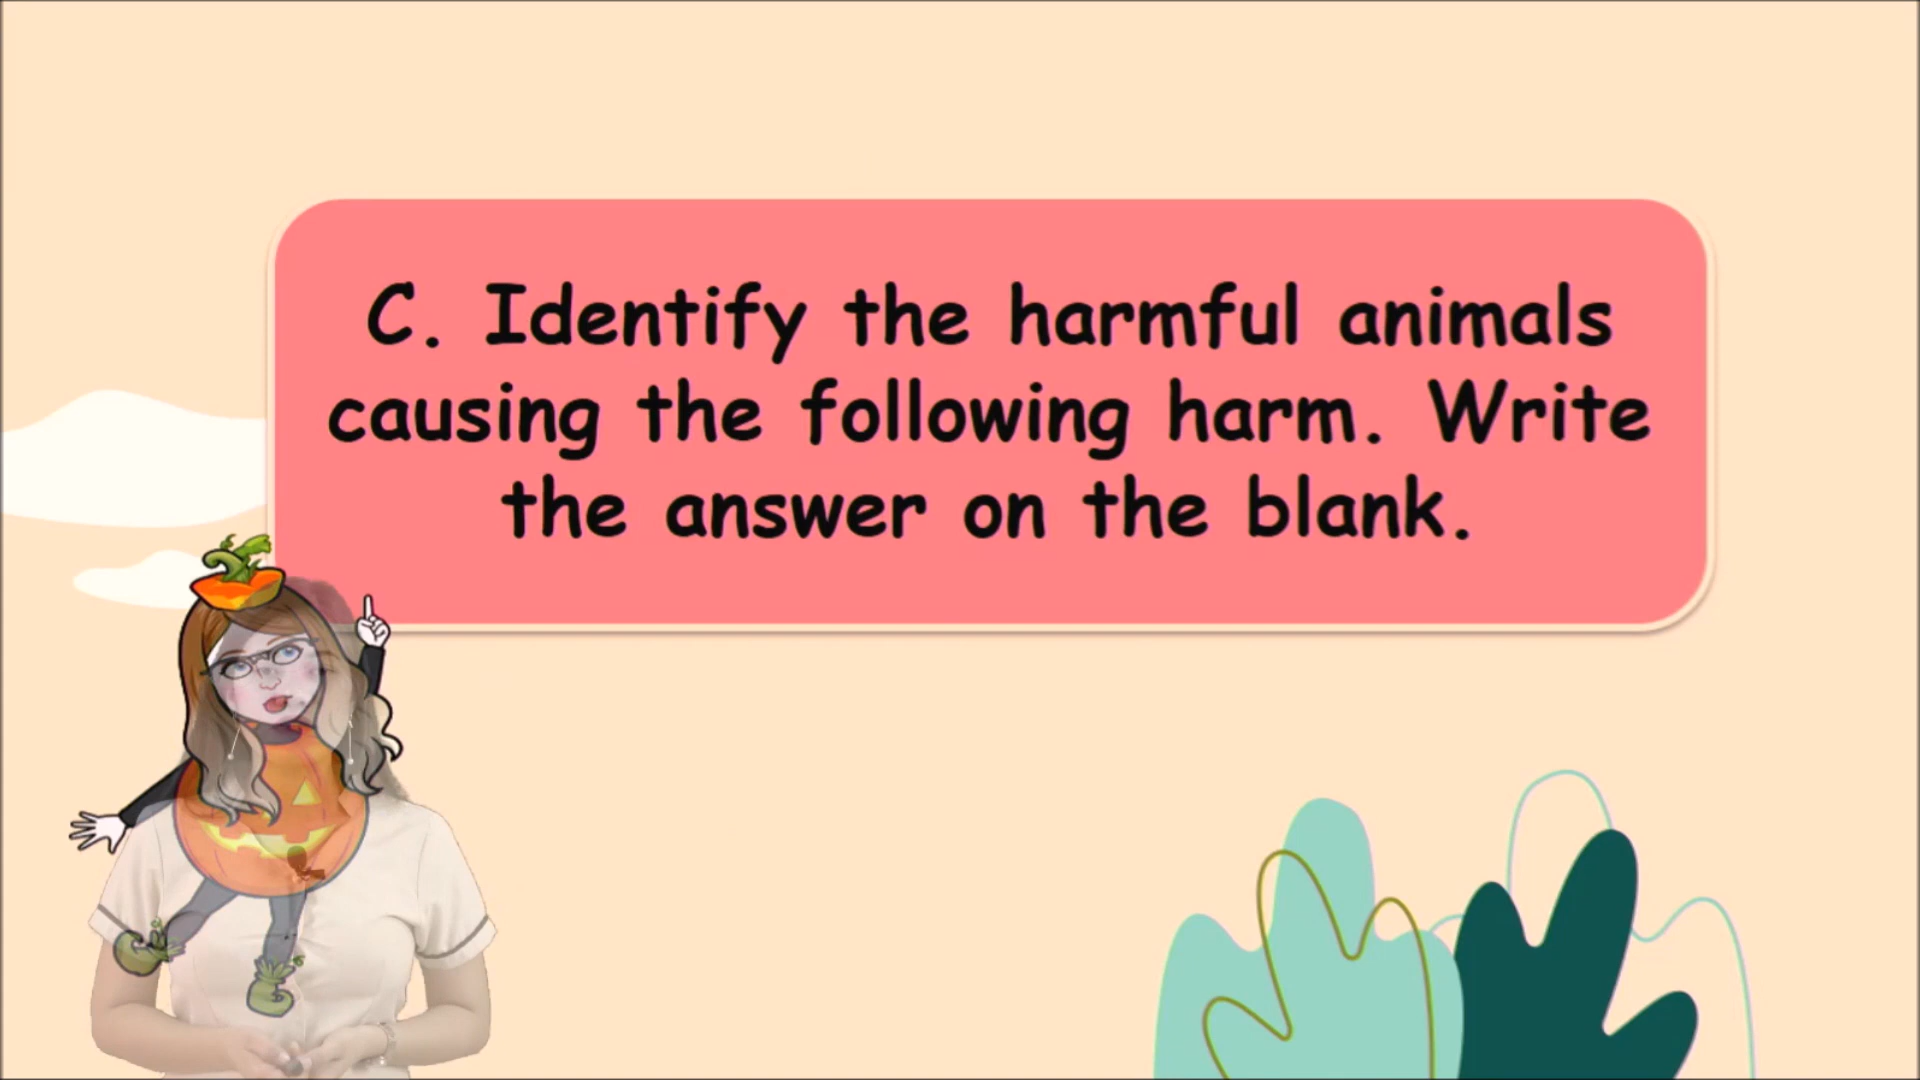 C. Identify the harmful animals
causing the following harm. Write
the answer on the blank.